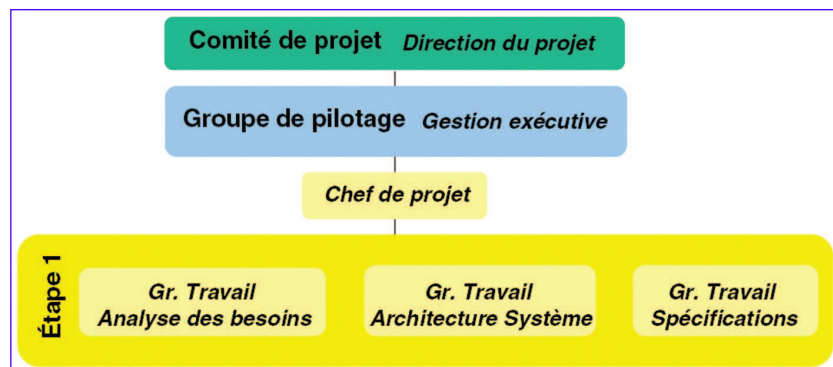 Comité de projet Direction du projet
Groupe de pilotage Gestion exécutive
Chef de projet
Étape 1
Gr. Travail
Analyse des besoins
Gr. Travail
Architecture Système
Gr. Travail
Spécifications